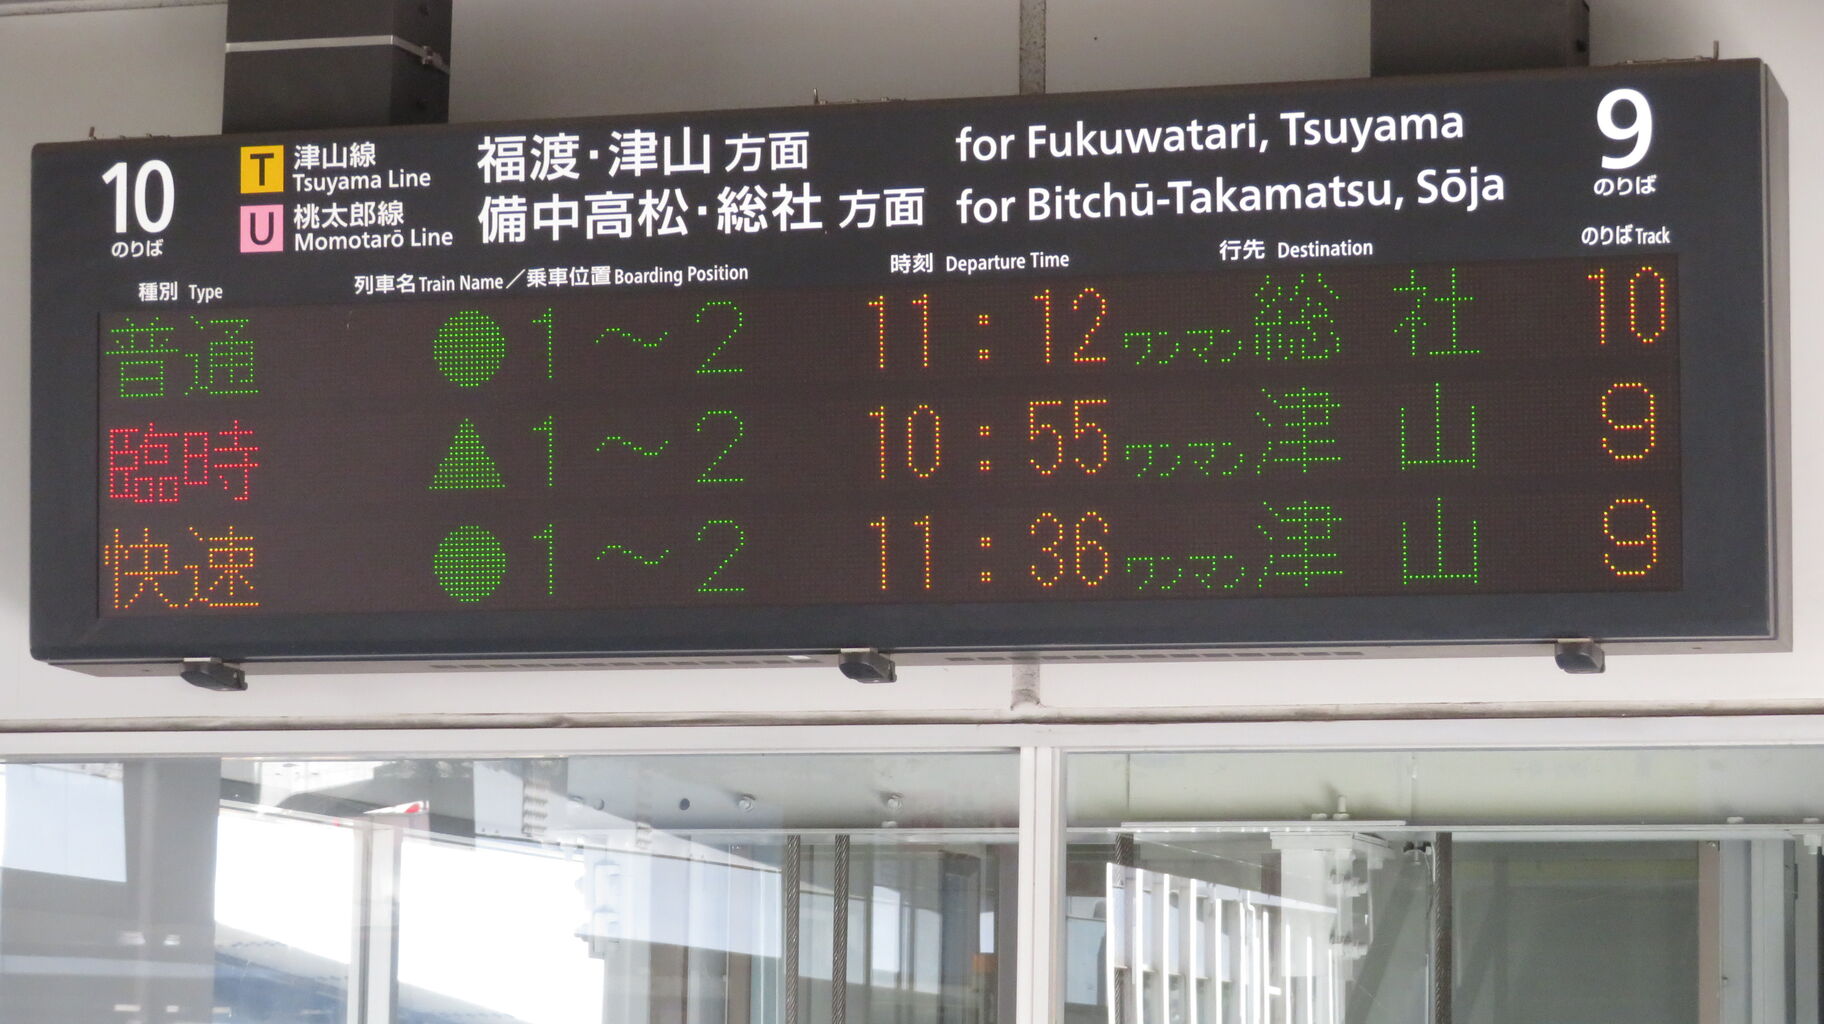 10 のりば
T 津山線 Tsuyama Line
U 桃太郎線 Momotarō Line
福渡・津山 方面 for Fukuwatari, Tsuyama
備中高松・総社 方面 for Bitchū-Takamatsu, Sōja
9 のりば
種別 Type 列車名 Train Name/乗車位置 Boarding Position 時刻 Departure Time 行先 Destination のりば Track
普通 ●1~2 11:12 ワンマン 総社 10
臨時 ▲1~2 10:55 ワンマン 津山 9
快速 ●1~2 11:36 ワンマン 津山 9